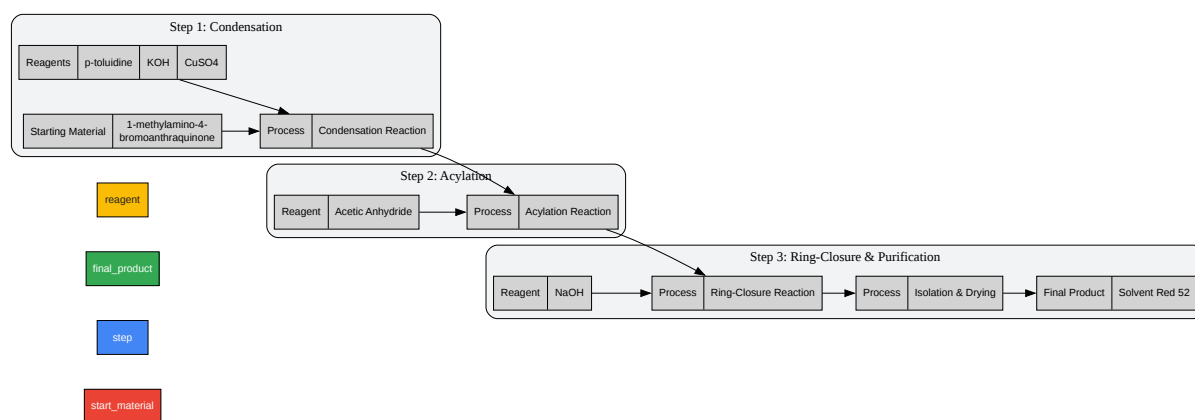 Step 1: Condensation
Reagents p-toluidine KOH CuSO4
Starting Material 1-methylamino-4-
bromoanthraquinone
Process Condensation Reaction
Step 2: Acylation
Reagent Acetic Anhydride Process Acylation Reaction
Step 3: Ring-Closure & Purification
Reagent NaOH Process Ring-Closure Reaction Process Isolation & Drying Final Product Solvent Red 52
reagent
final_product
step
start_material